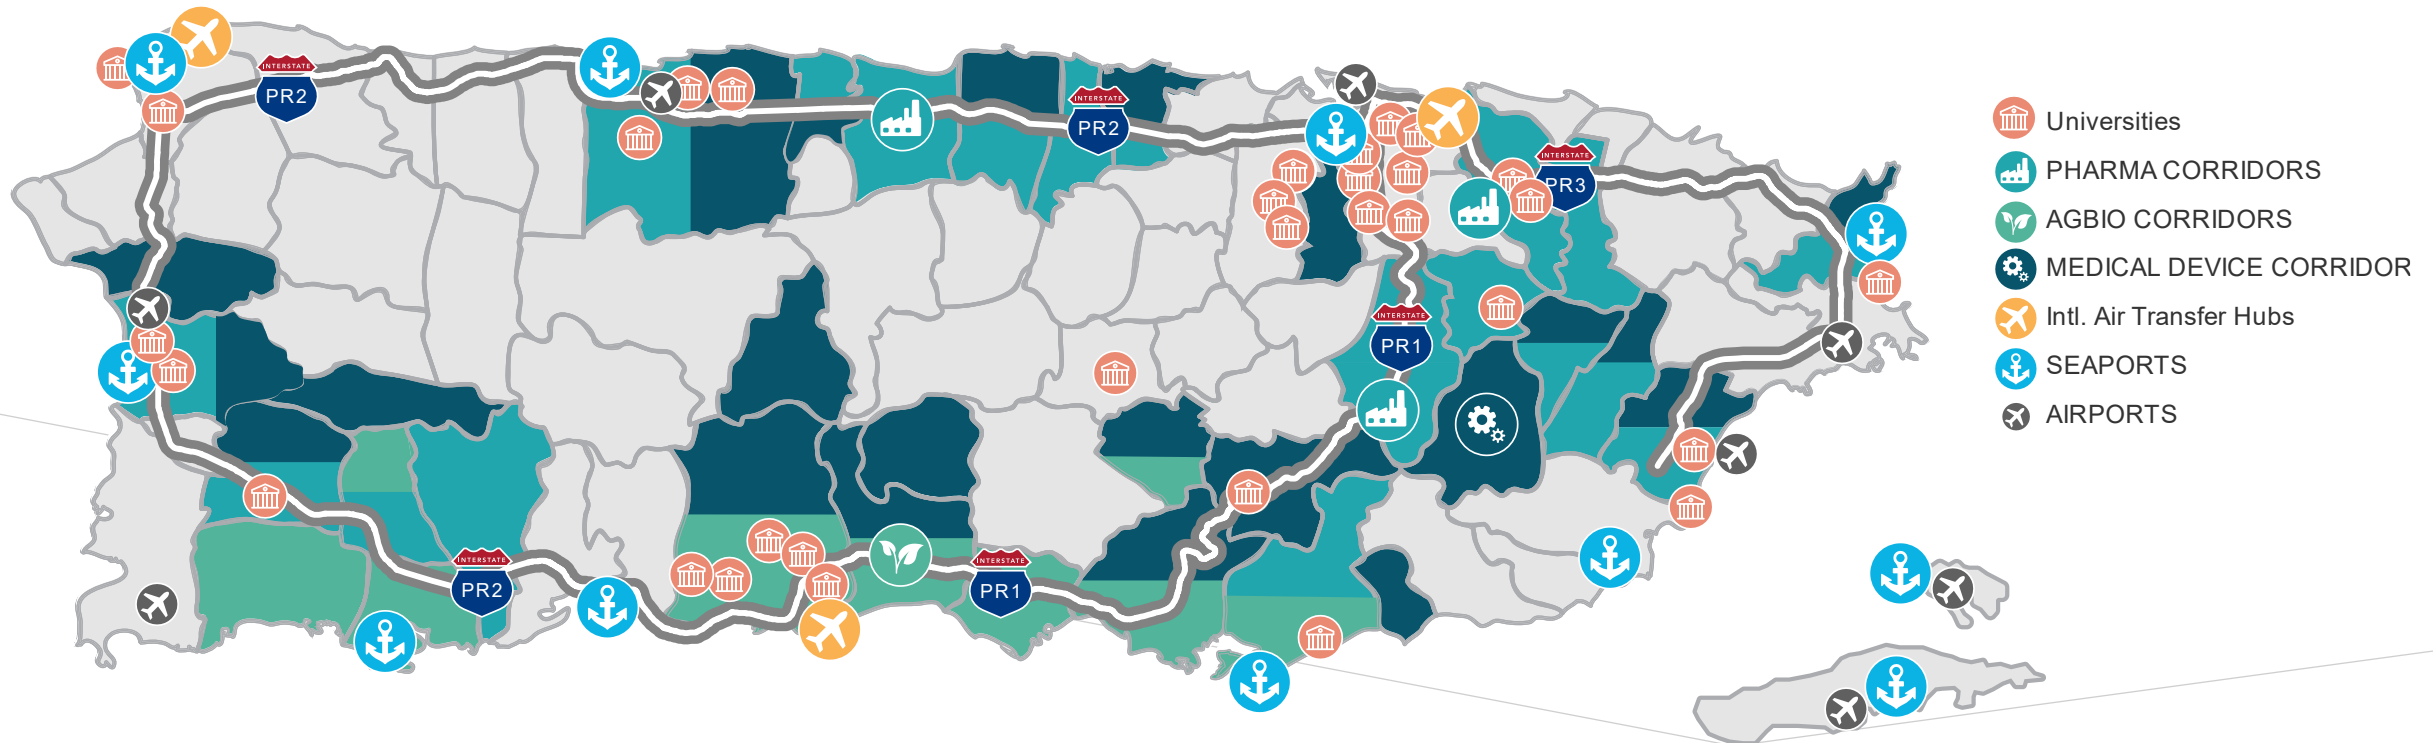 INTERSTATE
PR2
INTERSTATE
PR2
INTERSTATE
PR3
INTERSTATE
PR1
INTERSTATE
PR2
INTERSTATE
PR1
Universities
PHARMA CORRIDORS
AGBIO CORRIDORS
MEDICAL DEVICE CORRIDOR
Intl. Air Transfer Hubs
SEAPORTS
AIRPORTS